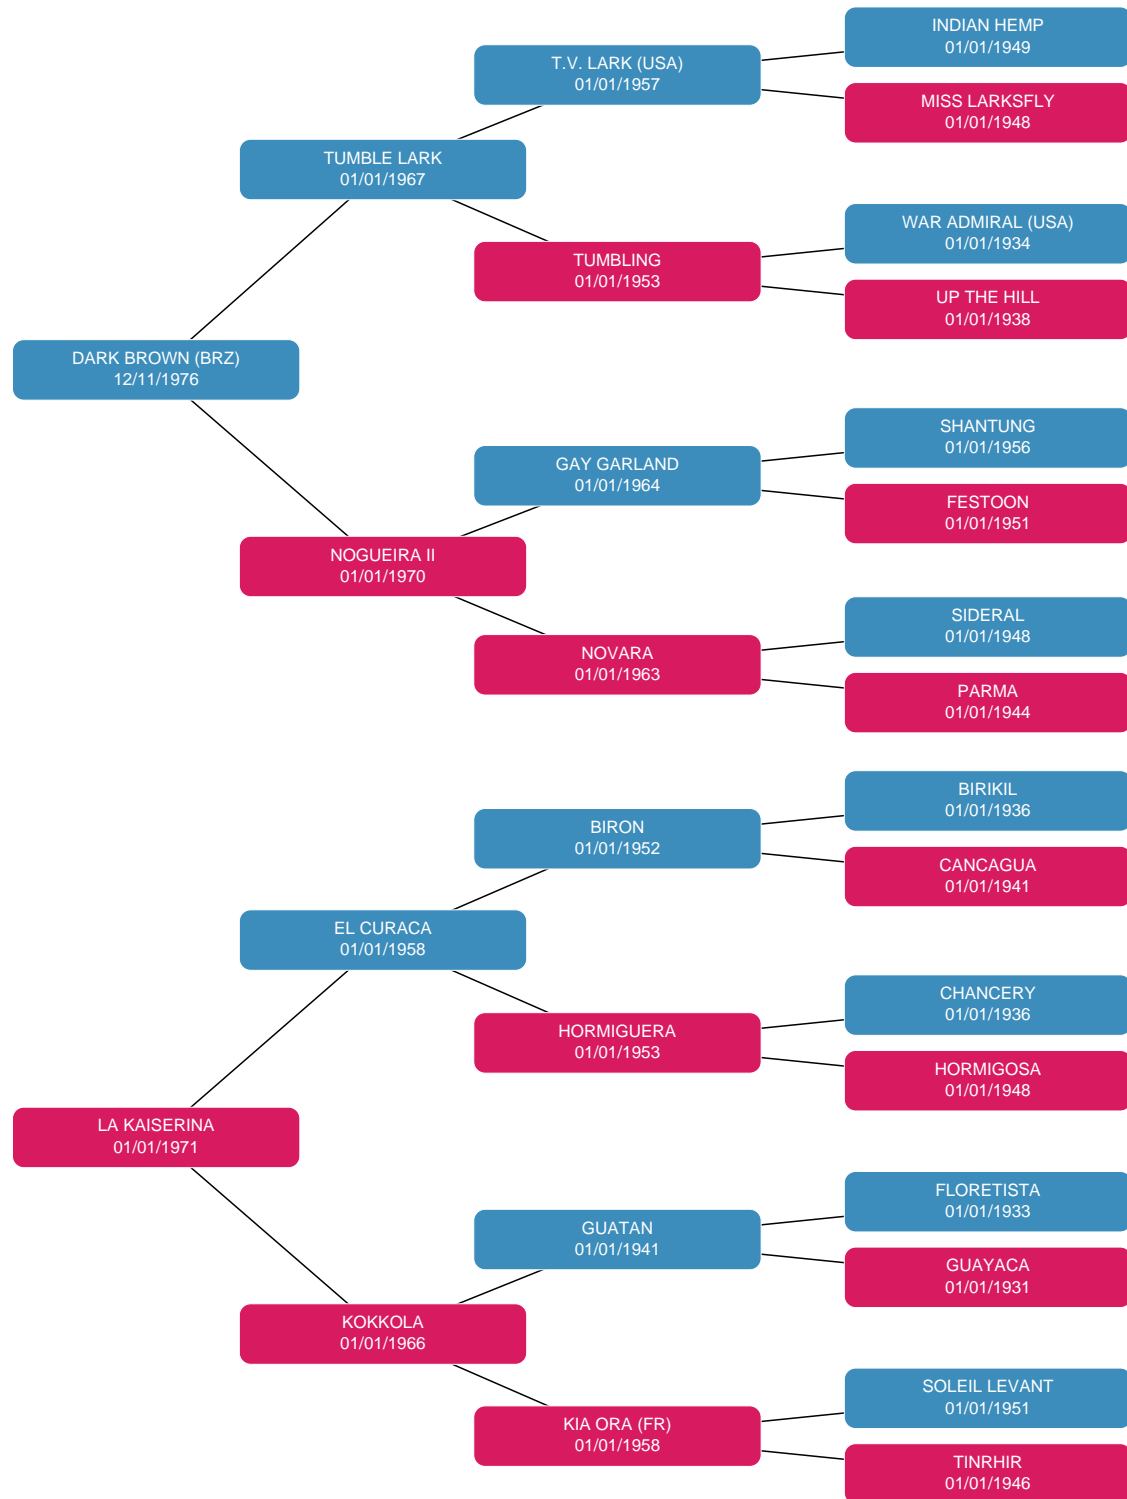 INDIAN HEMP
01/01/1949
T.V. LARK (USA)
01/01/1957
MISS LARKSFLY
01/01/1948
TUMBLE LARK
01/01/1967
WAR ADMIRAL (USA)
01/01/1934
TUMBLING
01/01/1953
UP THE HILL
01/01/1938
DARK BROWN (BRZ)
12/11/1976
SHANTUNG
01/01/1956
GAY GARLAND
01/01/1964
FESTOON
01/01/1951
NOGUEIRA II
01/01/1970
SIDERAL
01/01/1948
NOVARA
01/01/1963
PARMA
01/01/1944
BIRIKIL
01/01/1936
BIRON
01/01/1952
CANCAGUA
01/01/1941
EL CURACA
01/01/1958
CHANCERY
01/01/1936
HORMIGUERA
01/01/1953
HORMIGOSA
01/01/1948
LA KAISERINA
01/01/1971
FLORETISTA
01/01/1933
GUATAN
01/01/1941
GUAYACA
01/01/1931
KOKKOLA
01/01/1966
SOLEIL LEVANT
01/01/1951
KIA ORA (FR)
01/01/1958
TINRHIR
01/01/1946